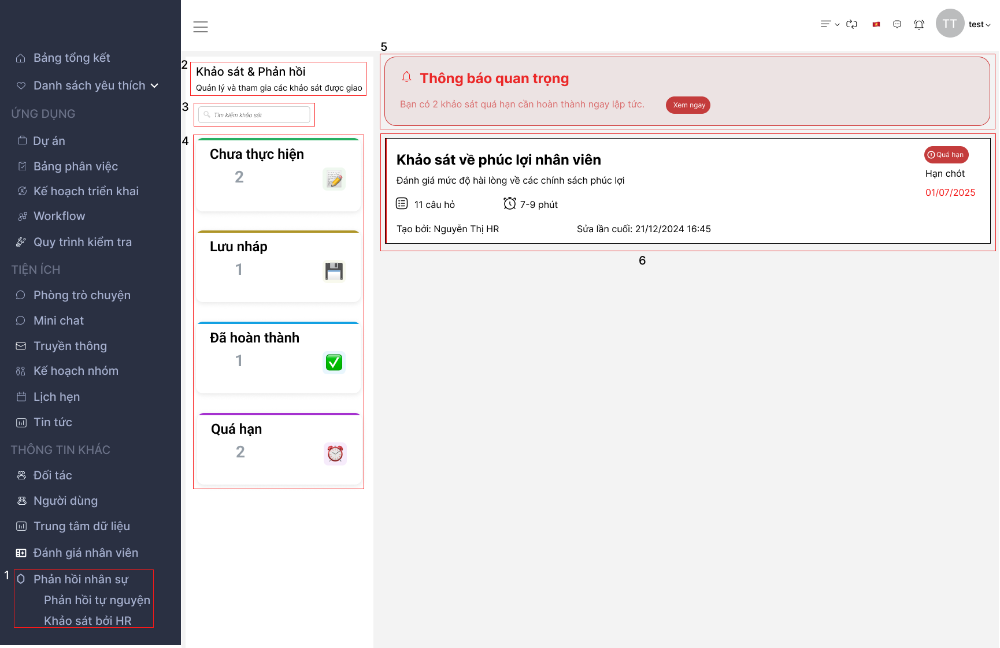 Bảng tổng kết
Danh sách yêu thích
ỨNG DỤNG
Dự án
Bảng phân việc
Kế hoạch triển khai
Workflow
Quy trình kiểm tra
TIỆN ÍCH
Phòng trò chuyện
Mini chat
Truyền thông
Kế hoạch nhóm
Lịch hẹn
Tin tức
THÔNG TIN KHÁC
Đối tác
Người dùng
Trung tâm dữ liệu
Đánh giá nhân viên
1
Phản hồi nhân sự
Phản hồi tự nguyện
Khảo sát bởi HR
TT
test
2
Khảo sát & Phản hồi
Quản lý và tham gia các khảo sát được giao
3
Tìm kiếm khảo sát
4
Chưa thực hiện
2
Lưu nháp
1
Đã hoàn thành
1
Quá hạn
2
5
Thông báo quan trọng
Bạn có 2 khảo sát quá hạn cần hoàn thành ngay lập tức.
Xem ngay
Khảo sát về phúc lợi nhân viên
Quá hạn
Đánh giá mức độ hài lòng về các chính sách phúc lợi
Hạn chót
01/07/2025
11 câu hỏ
7-9 phút
Tạo bởi: Nguyễn Thị HR
Sửa lần cuối: 21/12/2024 16:45
6